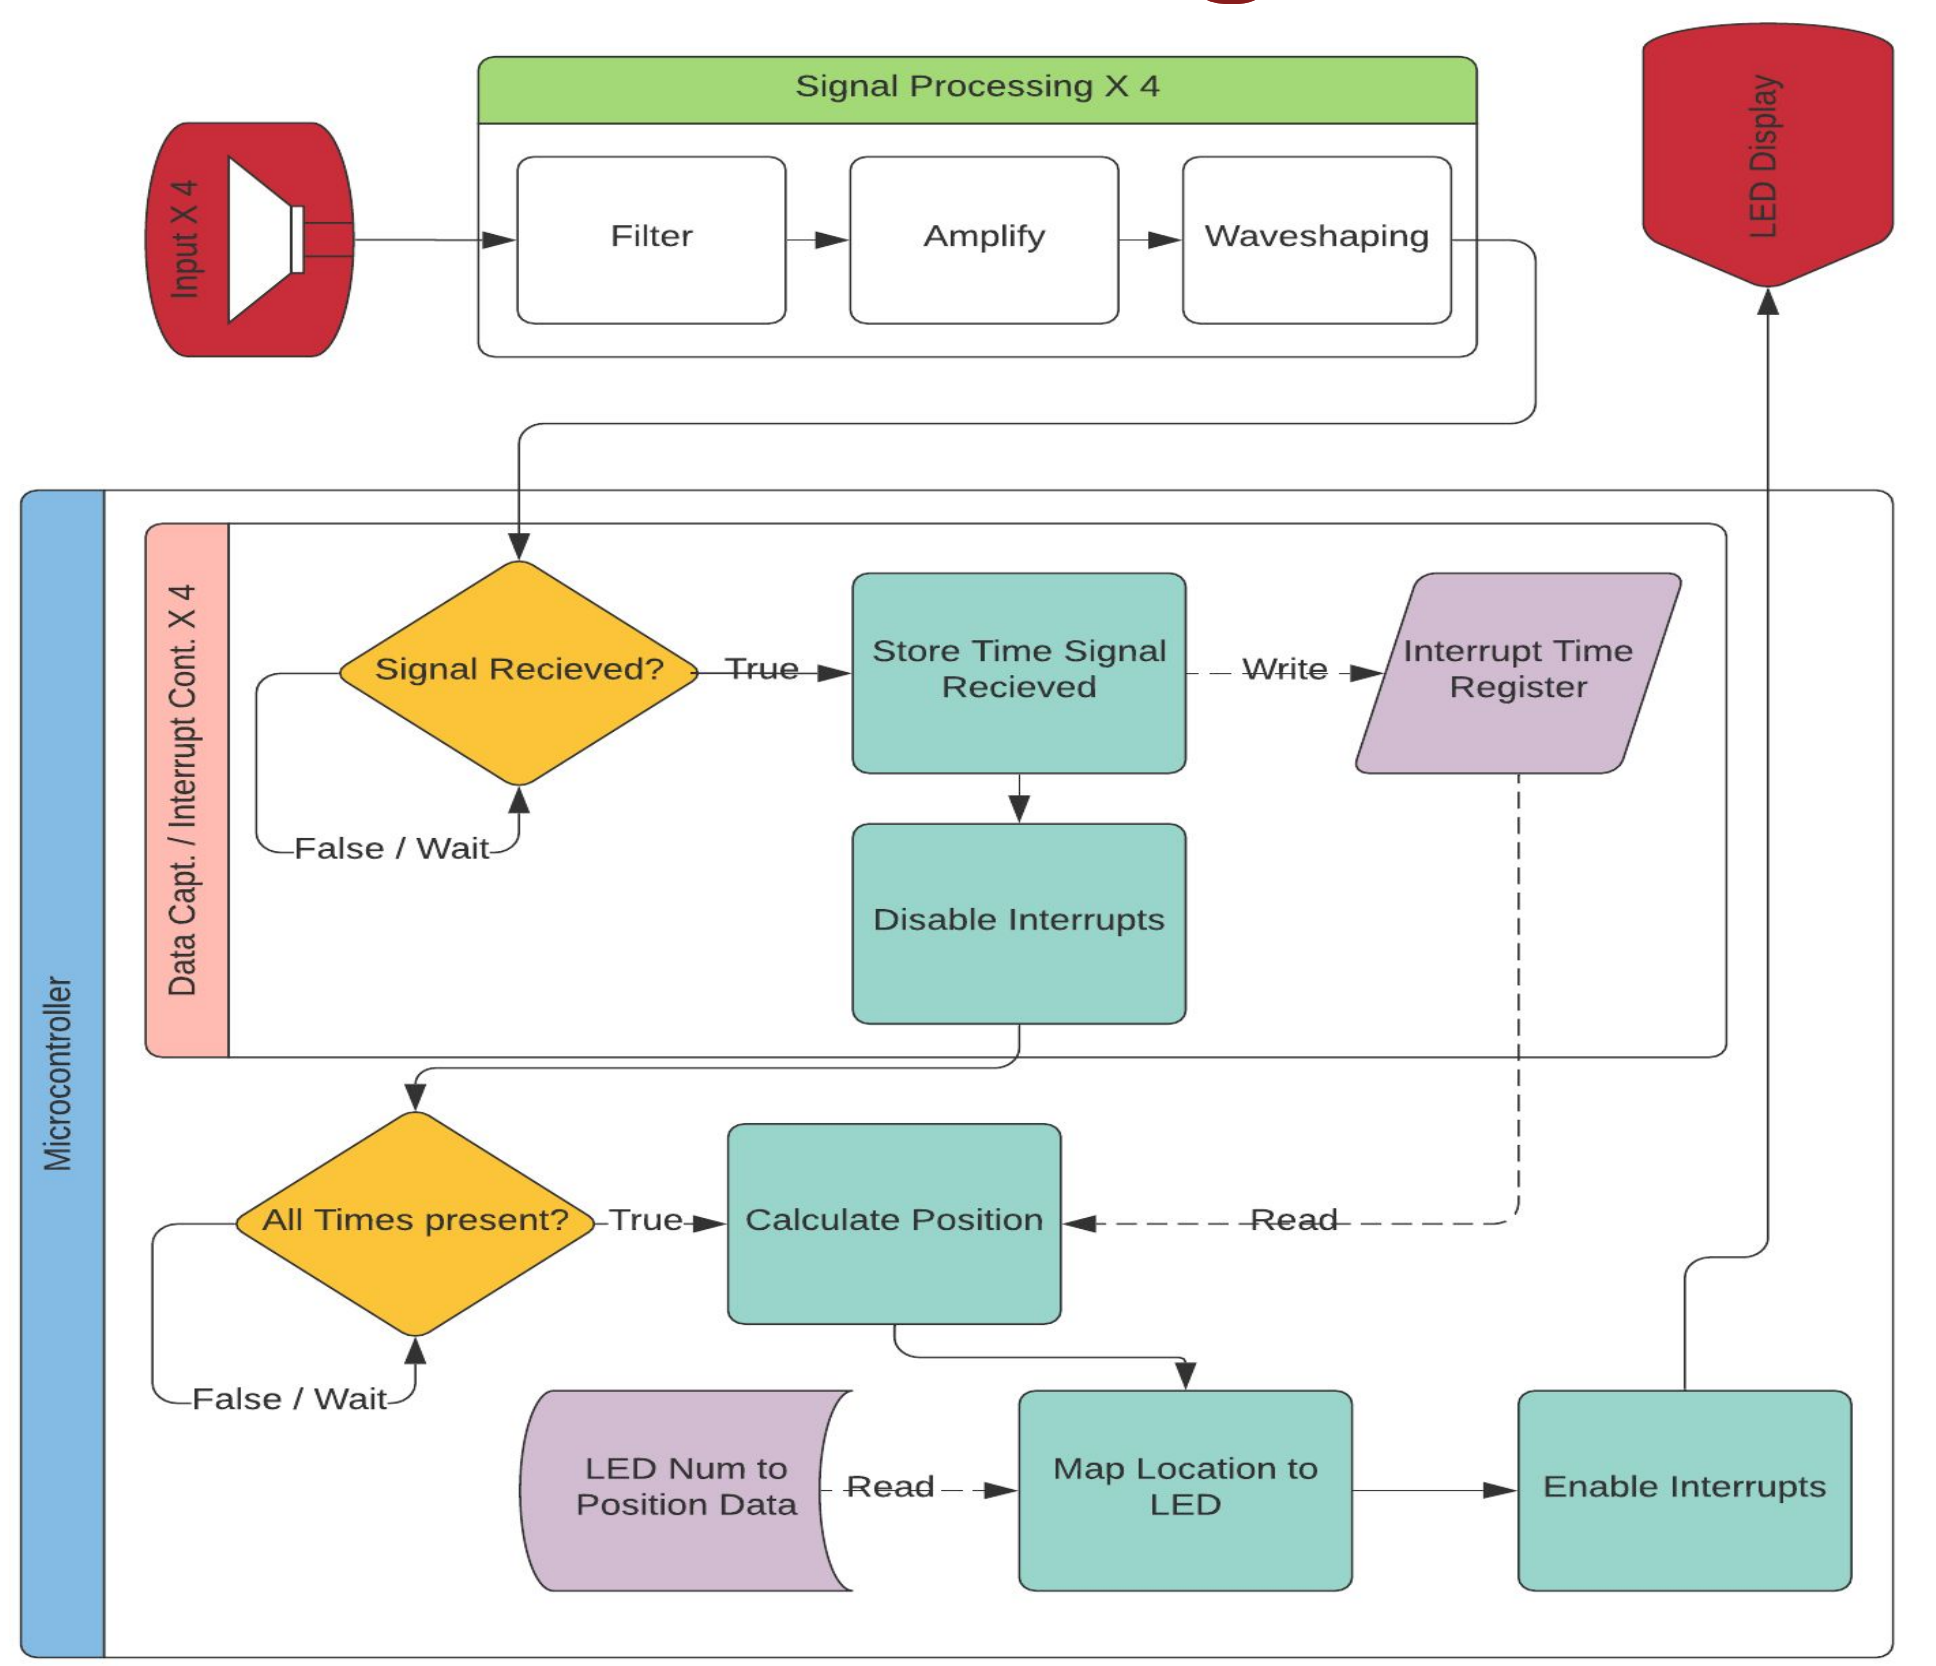 Signal Processing X 4
LED Display
Input X 4
Filter
Amplify
Waveshaping
Microcontroller
Data Capt. / Interrupt Cont. X 4
Signal Recieved?
True
Store Time Signal
Recieved
Write
Interrupt Time
Register
False / Wait
Disable Interrupts
All Times present?
True
Calculate Position
Read
False / Wait
LED Num to
Position Data
Read
Map Location to
LED
Enable Interrupts